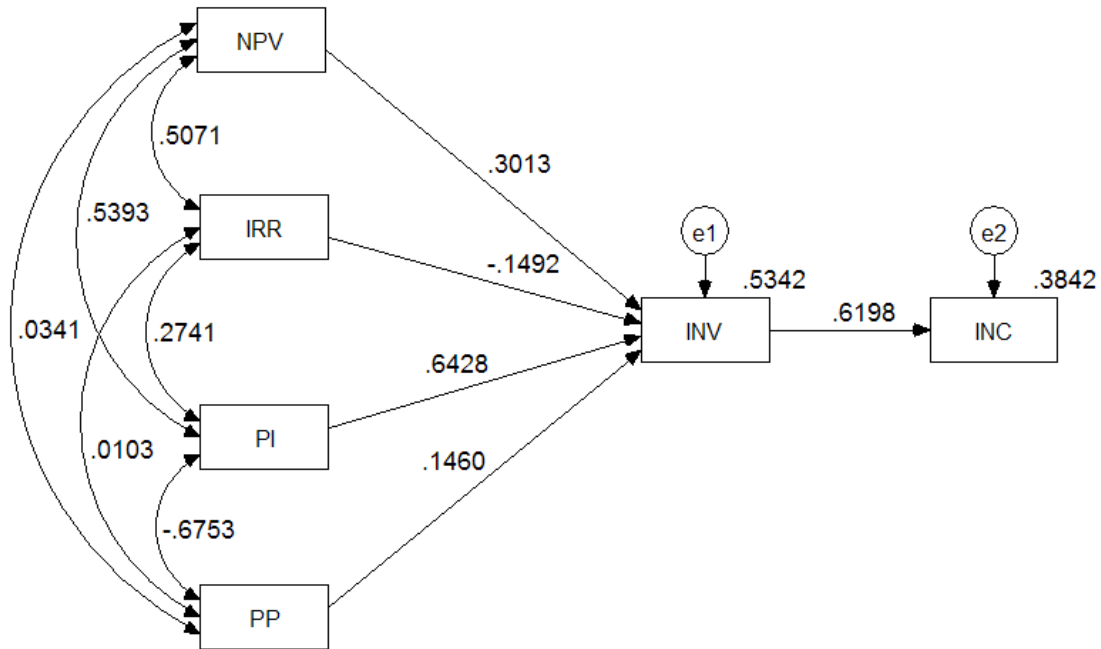 NPV
.5071
.3013
.5393
IRR
e1
e2
-.1492
.5342
.3842
.0341
.2741
INV
.6198
INC
.6428
PI
.0103
.1460
-.6753
PP